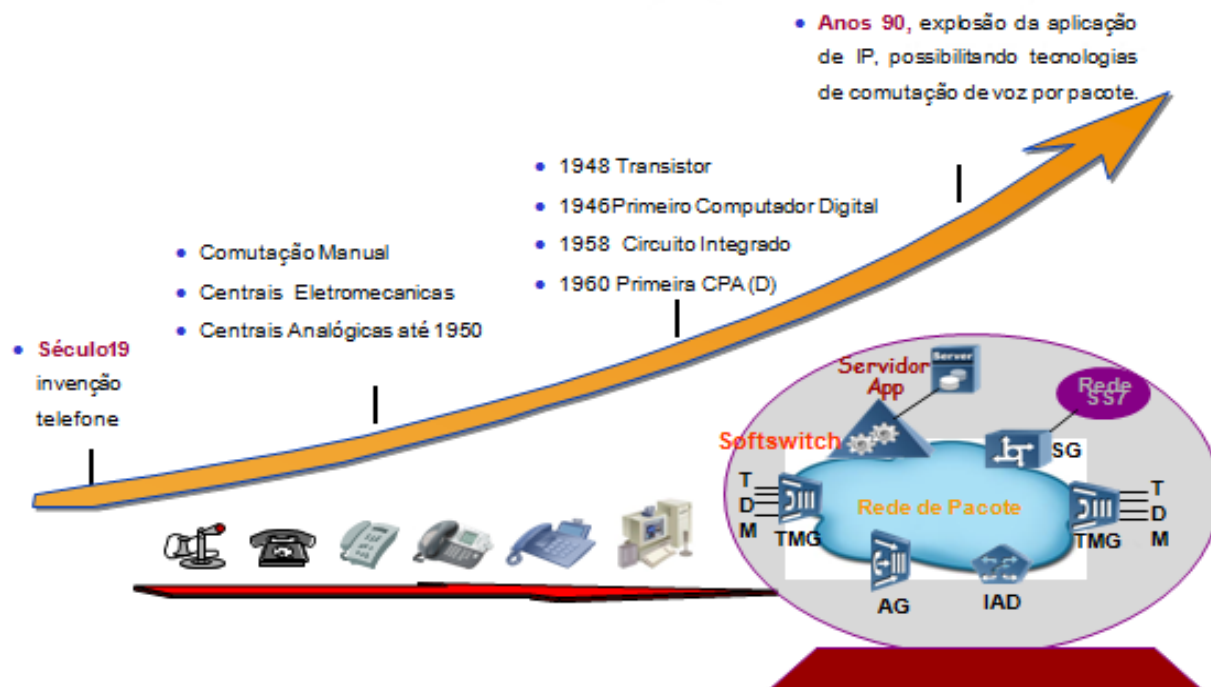 • Anos 90, explosão da aplicação
de IP, possibilitando tecnologias
de comutação de voz por pacote.
• 1948 Transistor
• 1946Primeiro Computador Digital
• 1958 Circuito Integrado
• 1960 Primeira CPA (D)
• Comutação Manual
• Centrais Eletromecanicas
• Centrais Analógicas até 1950
• Século19
invenção
telefone
Servidor
App
Server
Rede
SS7
Softswitch
SG
T
D
M
TMG
Rede de Pacote
TMG
T
D
M
AG
IAD